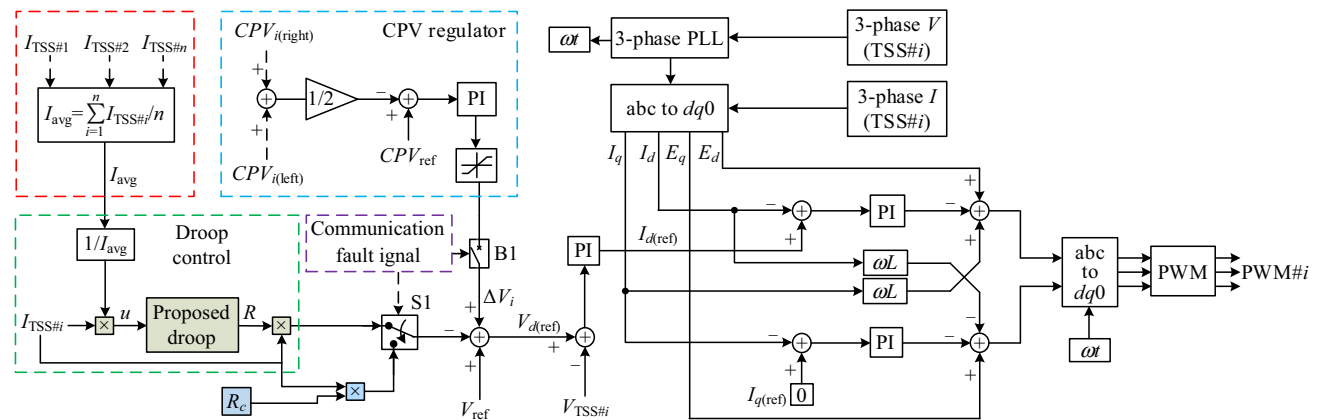 I_TSS#1 I_TSS#2 I_TSS#n
I_avg=∑_{i=1}^{n} I_TSS#i/n
I_avg
CPV regulator
CPV_i(right)
+
+
CPV_i(left)
1/2
−
+
CPV_ref
PI
Droop
control
1/I_avg
I_TSS#i
×
u
Proposed
droop
R
×
R_c
×
Communication
fault ignal
B1
S1
ΔV_i
+
−
+
V_ref
V_d(ref)
+
−
V_TSS#i
PI
I_d(ref)
ωt
3-phase PLL
3-phase V
(TSS#i)
abc to dq0
3-phase I
(TSS#i)
I_q I_d E_q E_d
−
+
PI
−
+
+
ωL
ωL
−
+
PI
−
−
+
I_q(ref)
0
abc
to
dq0
ωt
PWM
PWM#i